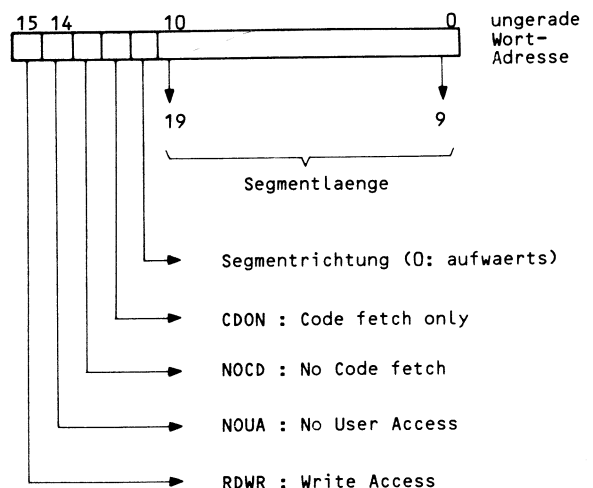 15 14 10 0 ungerade
Wort-
Adresse
19 9
Segmentlaenge
Segmentrichtung (0: aufwaerts)
CDON : Code fetch only
NOCD : No Code fetch
NOUA : No User Access
RDWR : Write Access